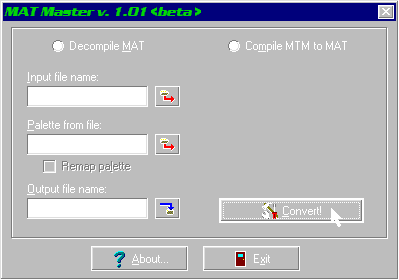 MAT Master v. 1.01 <beta>
Decompile MAT
Compile MTM to MAT
Input file name:
Palette from file:
Remap palette
Output file name:
Convert!
About...
Exit